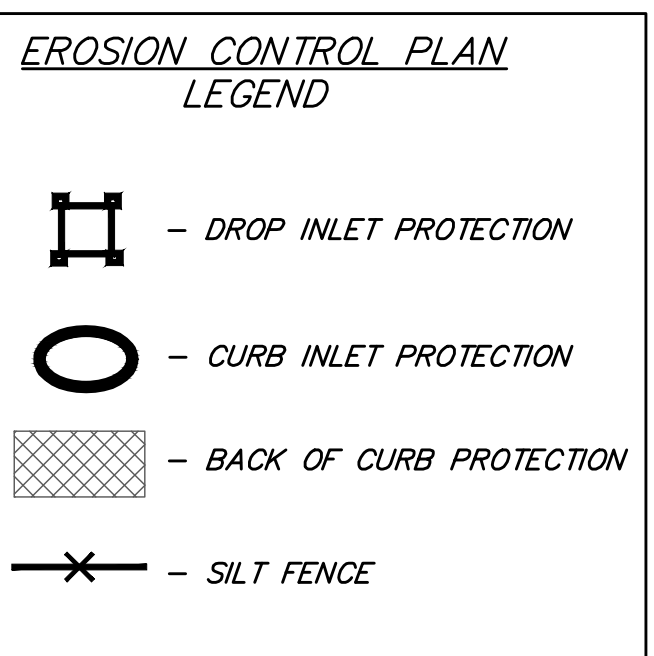 EROSION CONTROL PLAN
LEGEND
- DROP INLET PROTECTION
- CURB INLET PROTECTION
- BACK OF CURB PROTECTION
- SILT FENCE